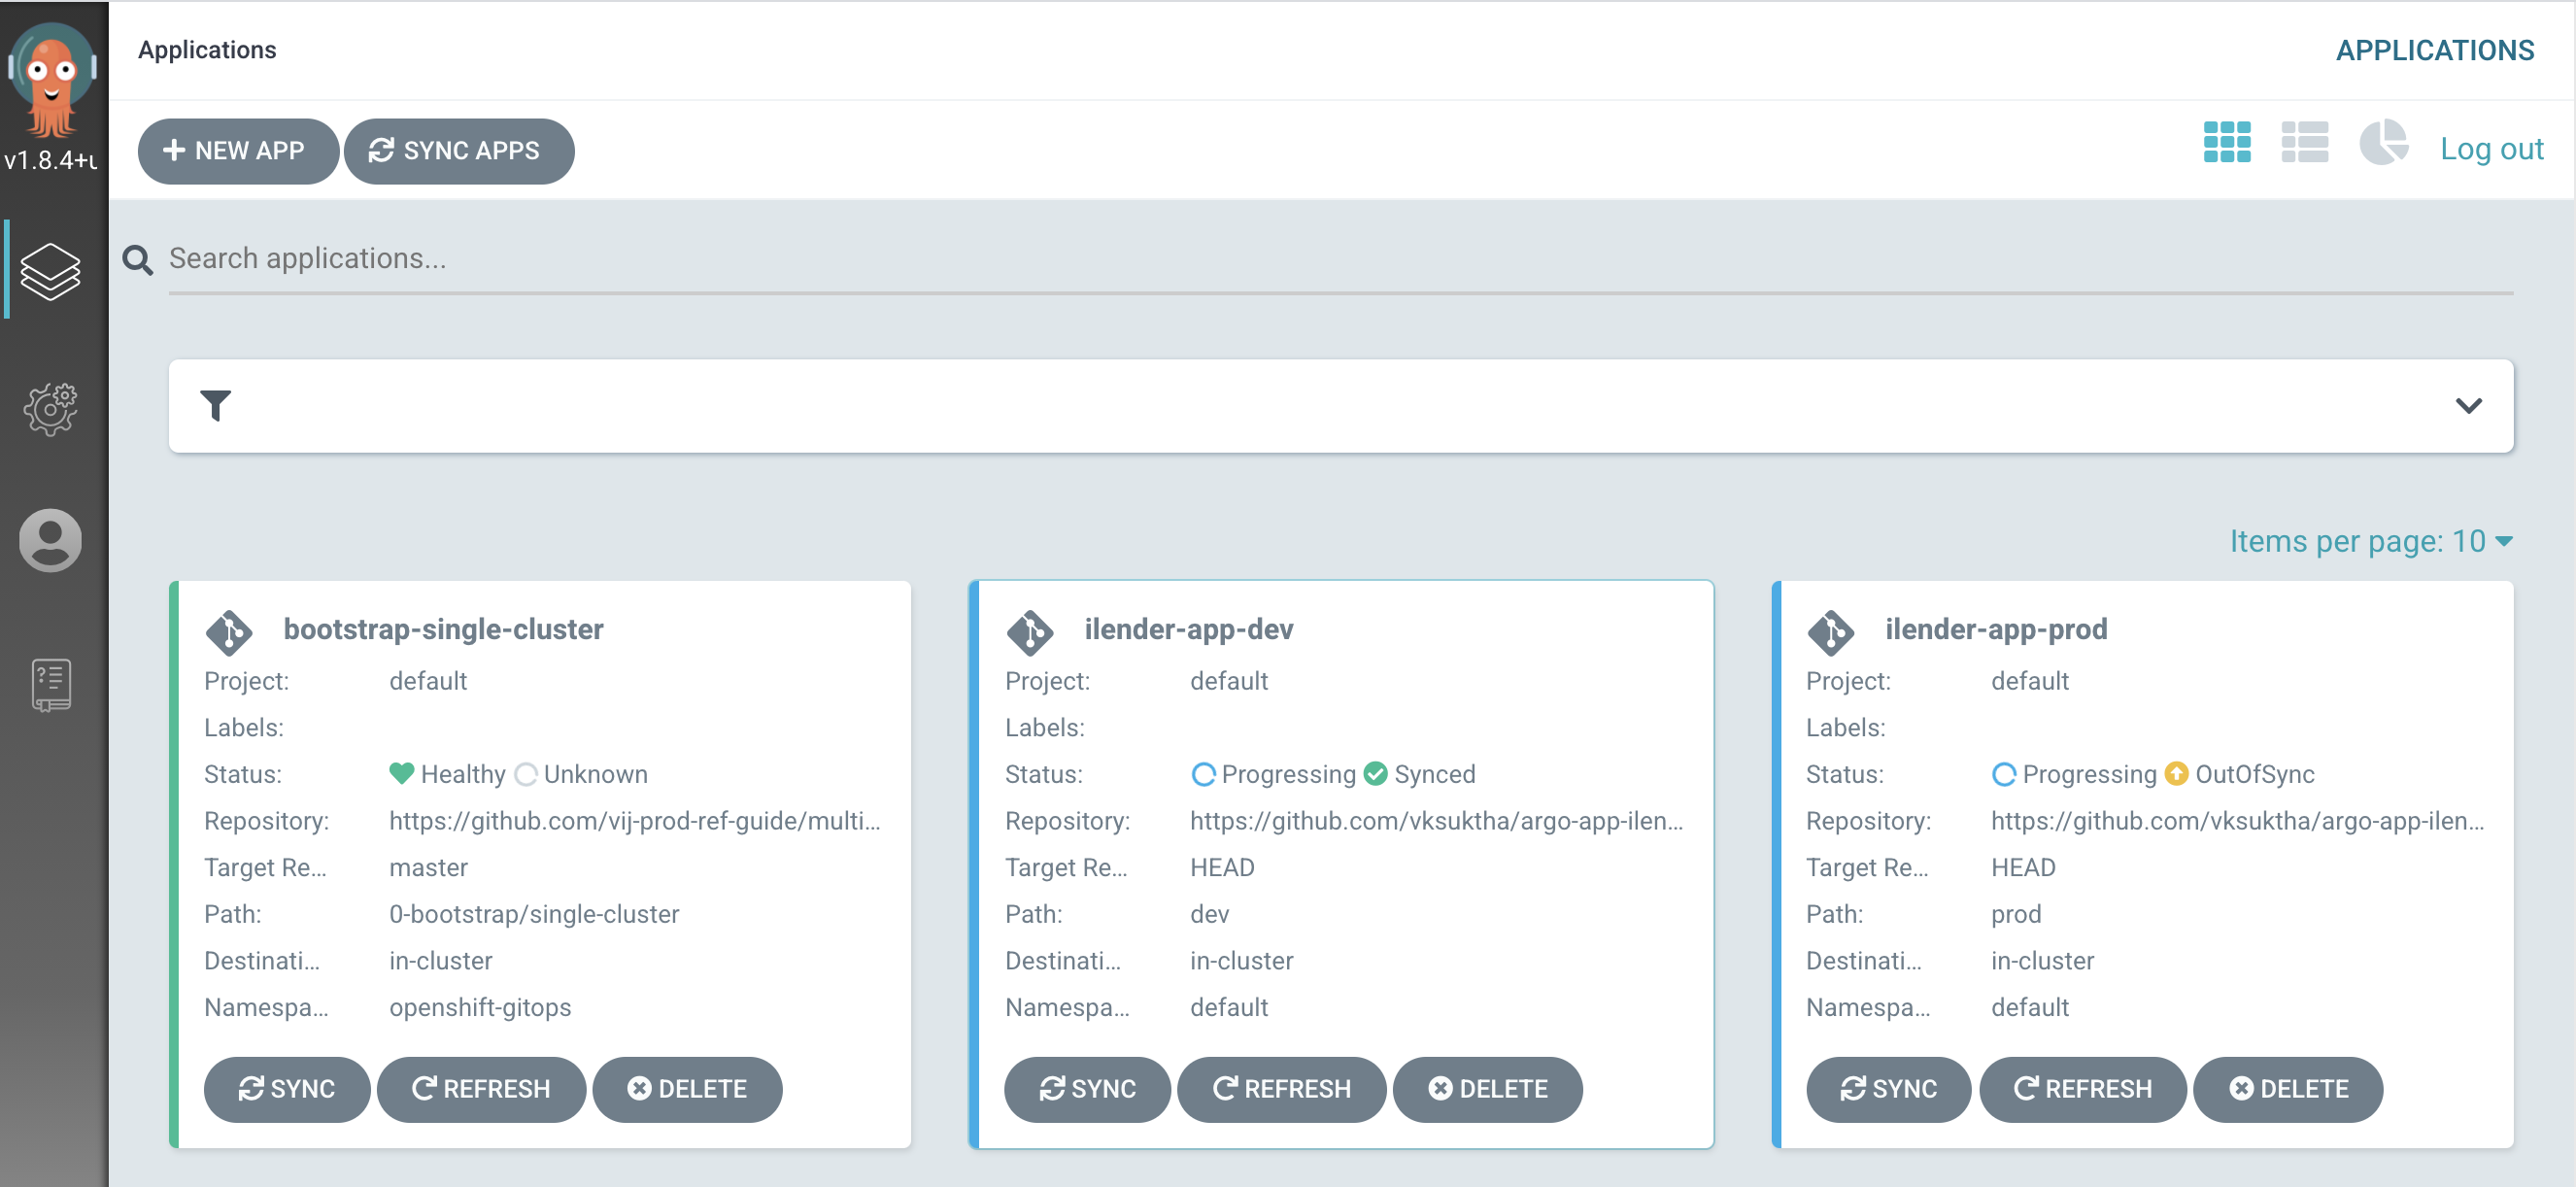 Applications
APPLICATIONS
v1.8.4+u
NEW APP
SYNC APPS
Log out
Search applications...
Items per page: 10
bootstrap-single-cluster
Project: default
Labels:
Status: Healthy Unknown
Repository: https://github.com/vij-prod-ref-guide/multi...
Target Re... master
Path: 0-bootstrap/single-cluster
Destinati... in-cluster
Namespa... openshift-gitops
SYNC REFRESH DELETE
ilender-app-dev
Project: default
Labels:
Status: Progressing Synced
Repository: https://github.com/vksuktha/argo-app-ilen...
Target Re... HEAD
Path: dev
Destinati... in-cluster
Namespa... default
SYNC REFRESH DELETE
ilender-app-prod
Project: default
Labels:
Status: Progressing OutOfSync
Repository: https://github.com/vksuktha/argo-app-ilen...
Target Re... HEAD
Path: prod
Destinati... in-cluster
Namespa... default
SYNC REFRESH DELETE